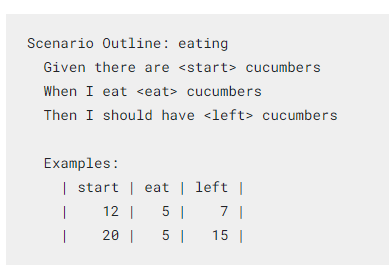 Scenario Outline: eating
Given there are <start> cucumbers
When I eat <eat> cucumbers
Then I should have <left> cucumbers
Examples:
| start | eat | left |
| 12 | 5 | 7 |
| 20 | 5 | 15 |